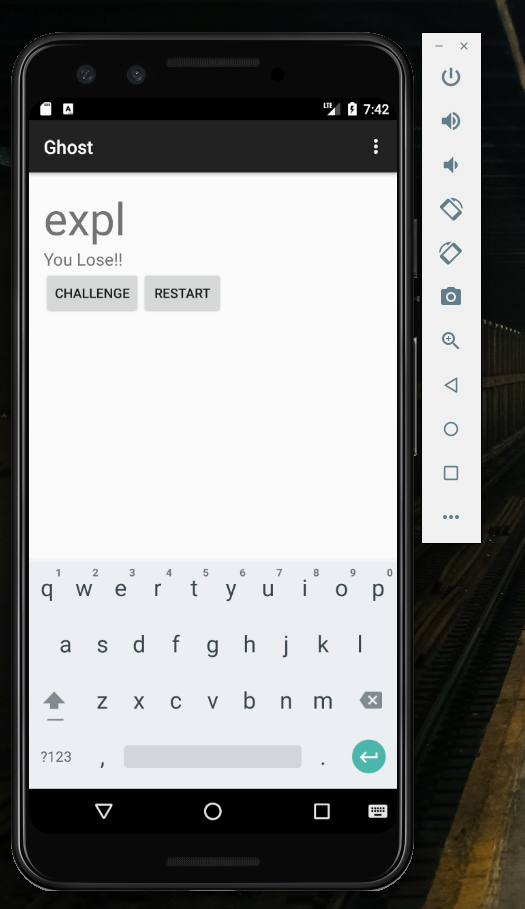 LTE 7:42
Ghost
expl
You Lose!!
CHALLENGE RESTART
1 2 3 4 5 6 7 8 9 0
q w e r t y u i o p
a s d f g h j k l
z x c v b n m
?123 , .